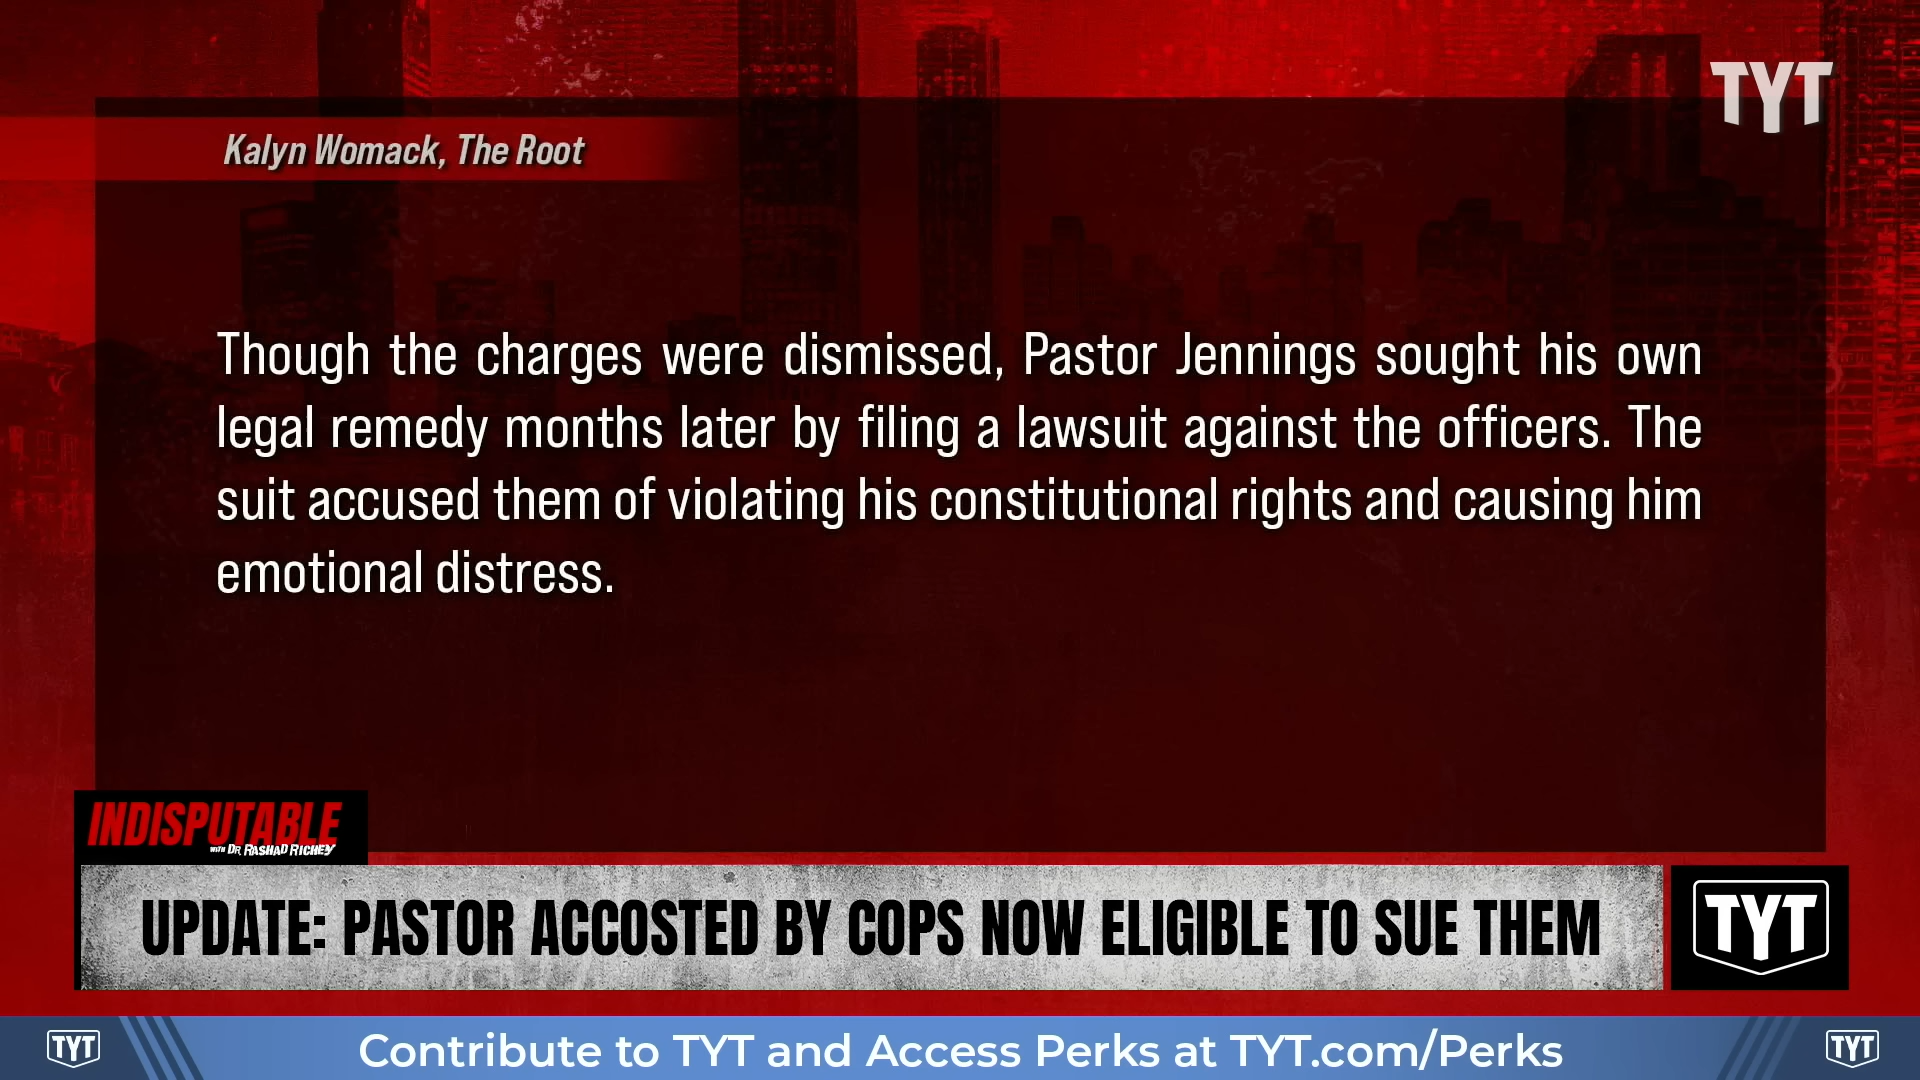 TYT
Kalyn Womack, The Root
Though the charges were dismissed, Pastor Jennings sought his own
legal remedy months later by filing a lawsuit against the officers. The
suit accused them of violating his constitutional rights and causing him
emotional distress.
INDISPUTABLE
WITH DR RASHAD RICHEY
UPDATE: PASTOR ACCOSTED BY COPS NOW ELIGIBLE TO SUE THEM
TYT
TYT
Contribute to TYT and Access Perks at TYT.com/Perks
TYT